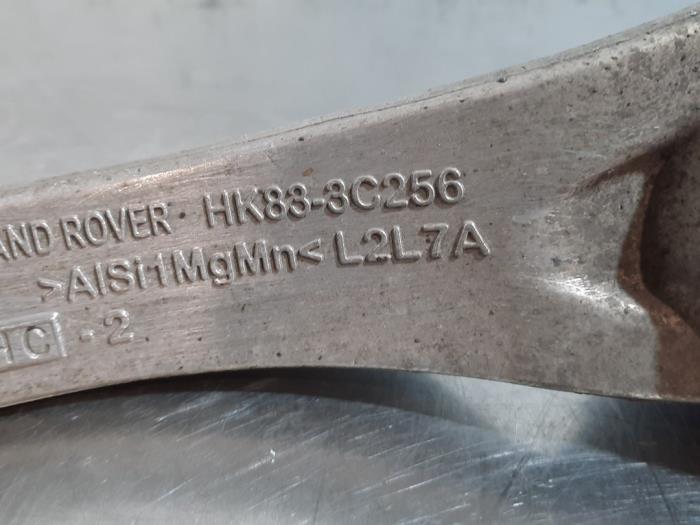 AND ROVER HK83-3C256
>AlSi1MgMn< L2L7A
HC - 2